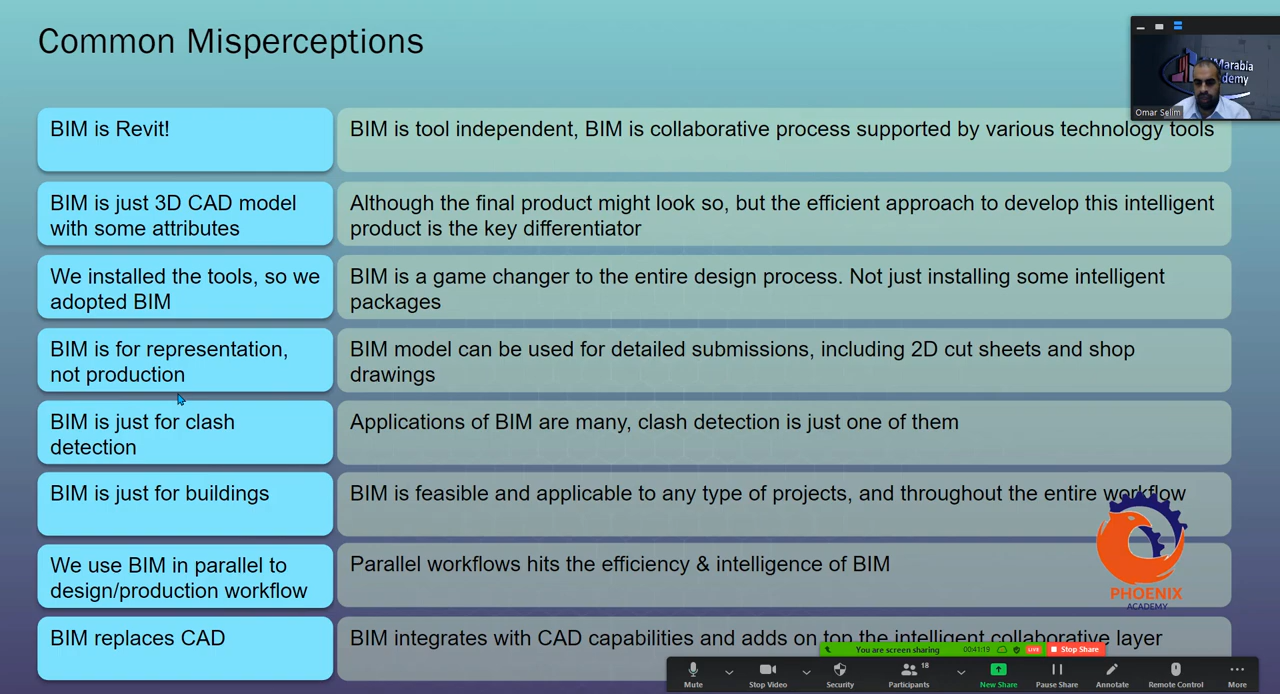 Common Misperceptions
Marabia
demy
Omar Selim
BIM is Revit!
BIM is tool independent, BIM is collaborative process supported by various technology tools
BIM is just 3D CAD model
with some attributes
Although the final product might look so, but the efficient approach to develop this intelligent
product is the key differentiator
We installed the tools, so we
adopted BIM
BIM is a game changer to the entire design process. Not just installing some intelligent
packages
BIM is for representation,
not production
BIM model can be used for detailed submissions, including 2D cut sheets and shop
drawings
BIM is just for clash
detection
Applications of BIM are many, clash detection is just one of them
BIM is just for buildings
BIM is feasible and applicable to any type of projects, and throughout the entire workflow
We use BIM in parallel to
design/production workflow
Parallel workflows hits the efficiency & intelligence of BIM
PHOENIX
ACADEMY
BIM replaces CAD
BIM integrates with CAD capabilities and adds on top the intelligent collaborative layer
You are screen sharing 00:41:19 LIVE Stop Share
Mute Stop Video Security Participants 18 New Share Pause Share Annotate Remote Control More